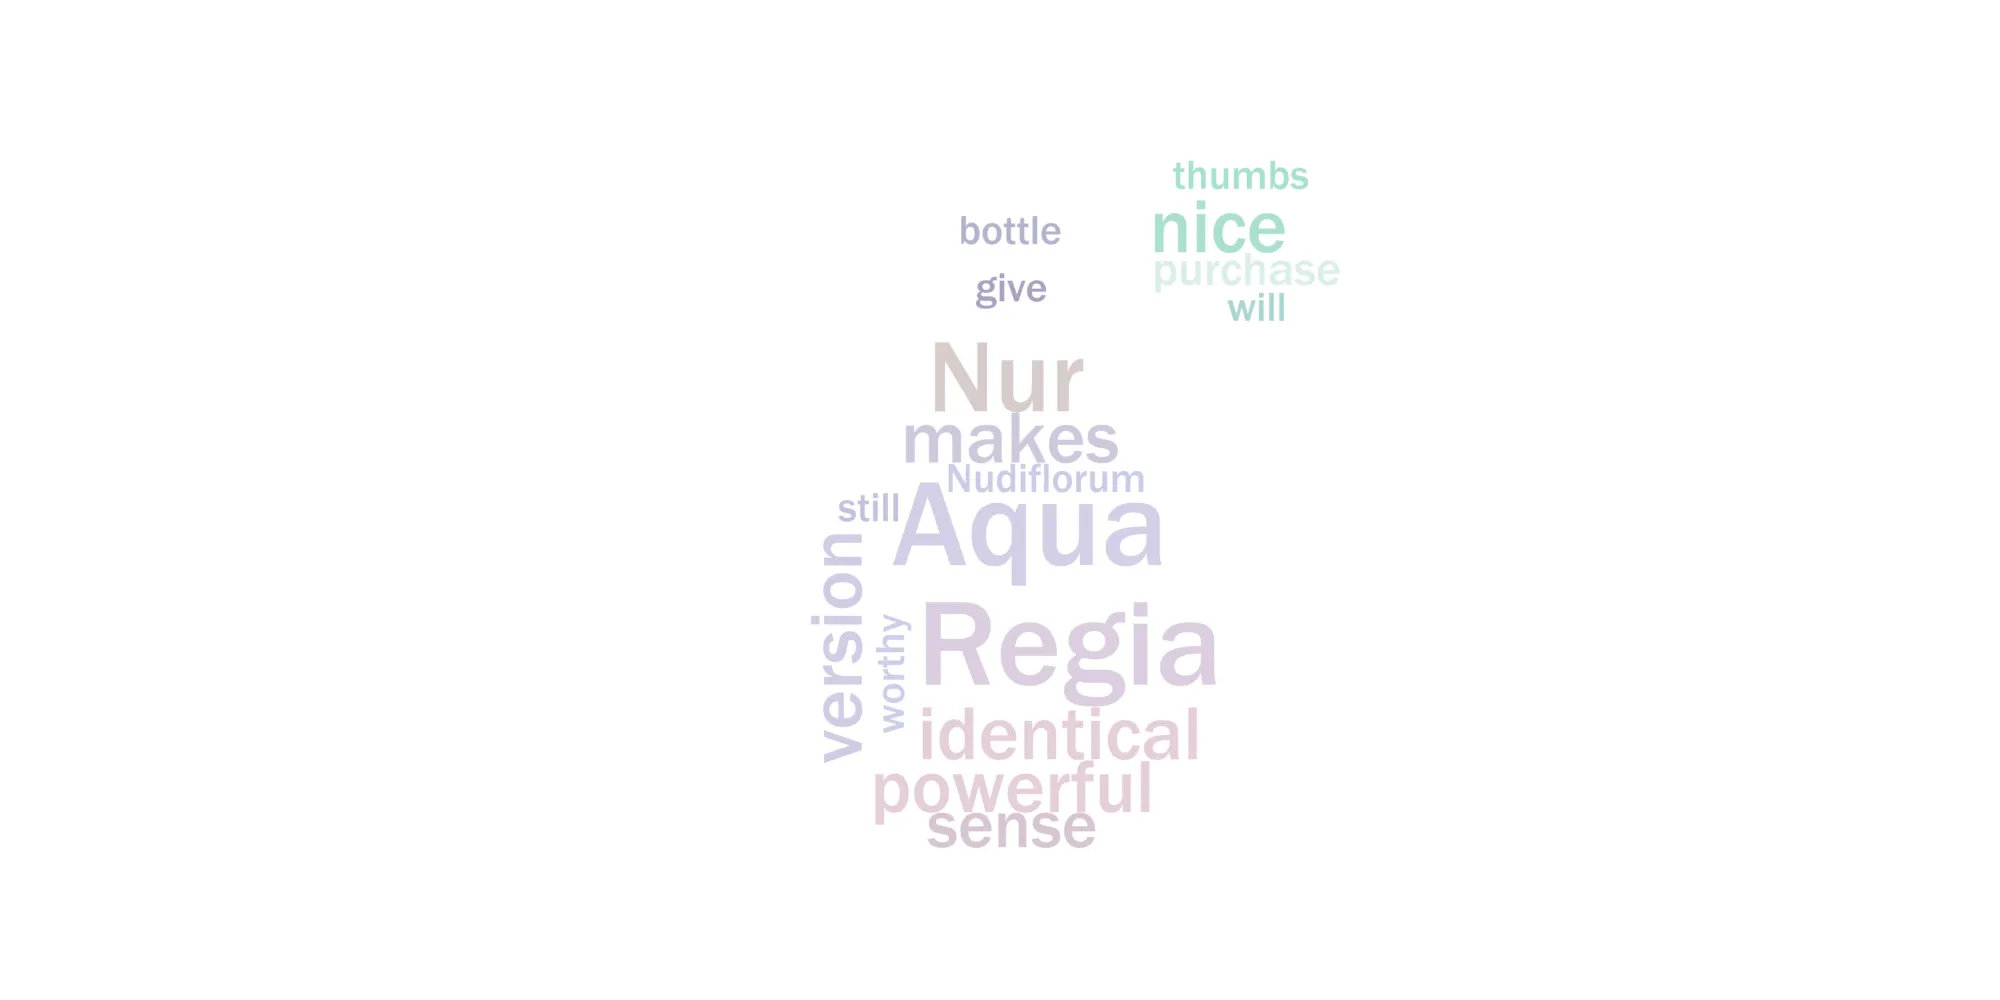 thumbs
bottle
nice
purchase
give
will
Nur
makes
Nudiflorum
still
Aqua
version
worthy
Regia
identical
powerful
sense